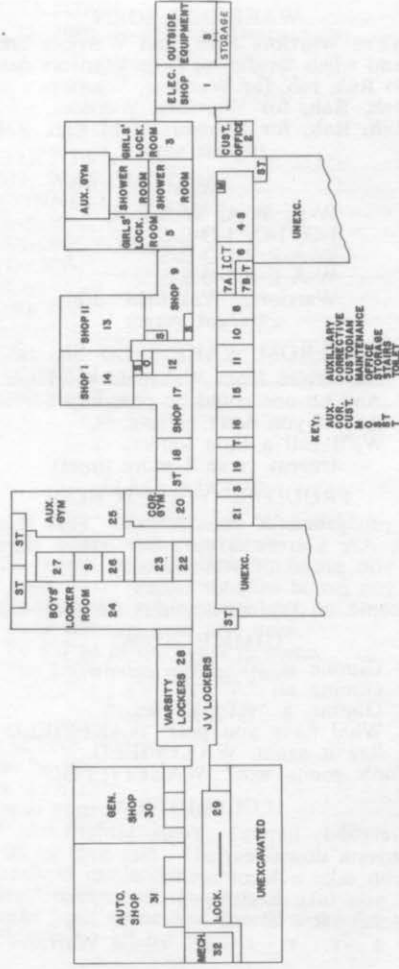 AUTO. SHOP
31
MECH.
32
GEN. SHOP
30
LOCK.
29
UNEXCAVATED
VARSITY
LOCKERS 28
J V LOCKERS
ST
ST
BOYS'
LOCKER
ROOM
24
27
S
26
23
22
AUX.
GYM
25
COR.
GYM
20
ST
UNEXC.
21
S
19
T
16
15
11
10
8
ST
18
SHOP 17
SHOP I
14
SHOP II
13
S
O
12
S
S
SHOP 9
AUX. GYM
GIRLS'
LOCK.
ROOM
5
SHOWER
ROOM
SHOWER
ROOM
GIRLS'
LOCK.
ROOM
3
7A
ICT
7B
T
6
4 S
M
ST
UNEXC.
CUST.
OFFICE
2
ELEC.
SHOP
1
OUTSIDE
EQUIPMENT
S
STORAGE
KEY:
AUX. AUXILLARY
COR. CORRECTIVE
CUST. CUSTODIAN
M MAINTENANCE
O OFFICE
S STORAGE
ST STAIRS
T TOILET